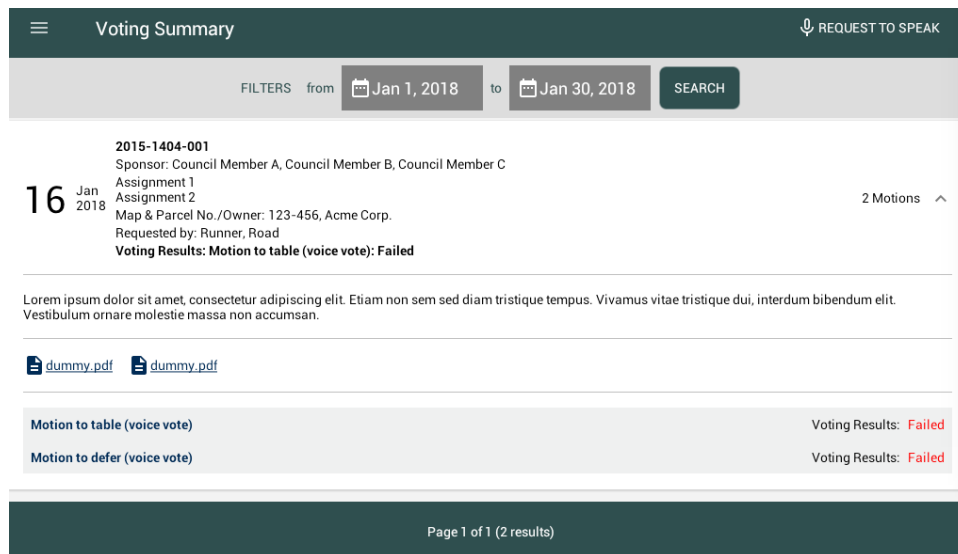 Voting Summary
REQUEST TO SPEAK
FILTERS from Jan 1, 2018 to Jan 30, 2018 SEARCH
2015-1404-001
Sponsor: Council Member A, Council Member B, Council Member C
Assignment 1
16 Jan 2018
Assignment 2
Map & Parcel No./Owner: 123-456, Acme Corp.
Requested by: Runner, Road
Voting Results: Motion to table (voice vote): Failed
2 Motions
Lorem ipsum dolor sit amet, consectetur adipiscing elit. Etiam non sem sed diam tristique tempus. Vivamus vitae tristique dui, interdum bibendum elit.
Vestibulum ornare molestie massa non accumsan.
dummy.pdf dummy.pdf
Motion to table (voice vote) Voting Results: Failed
Motion to defer (voice vote) Voting Results: Failed
Page 1 of 1 (2 results)